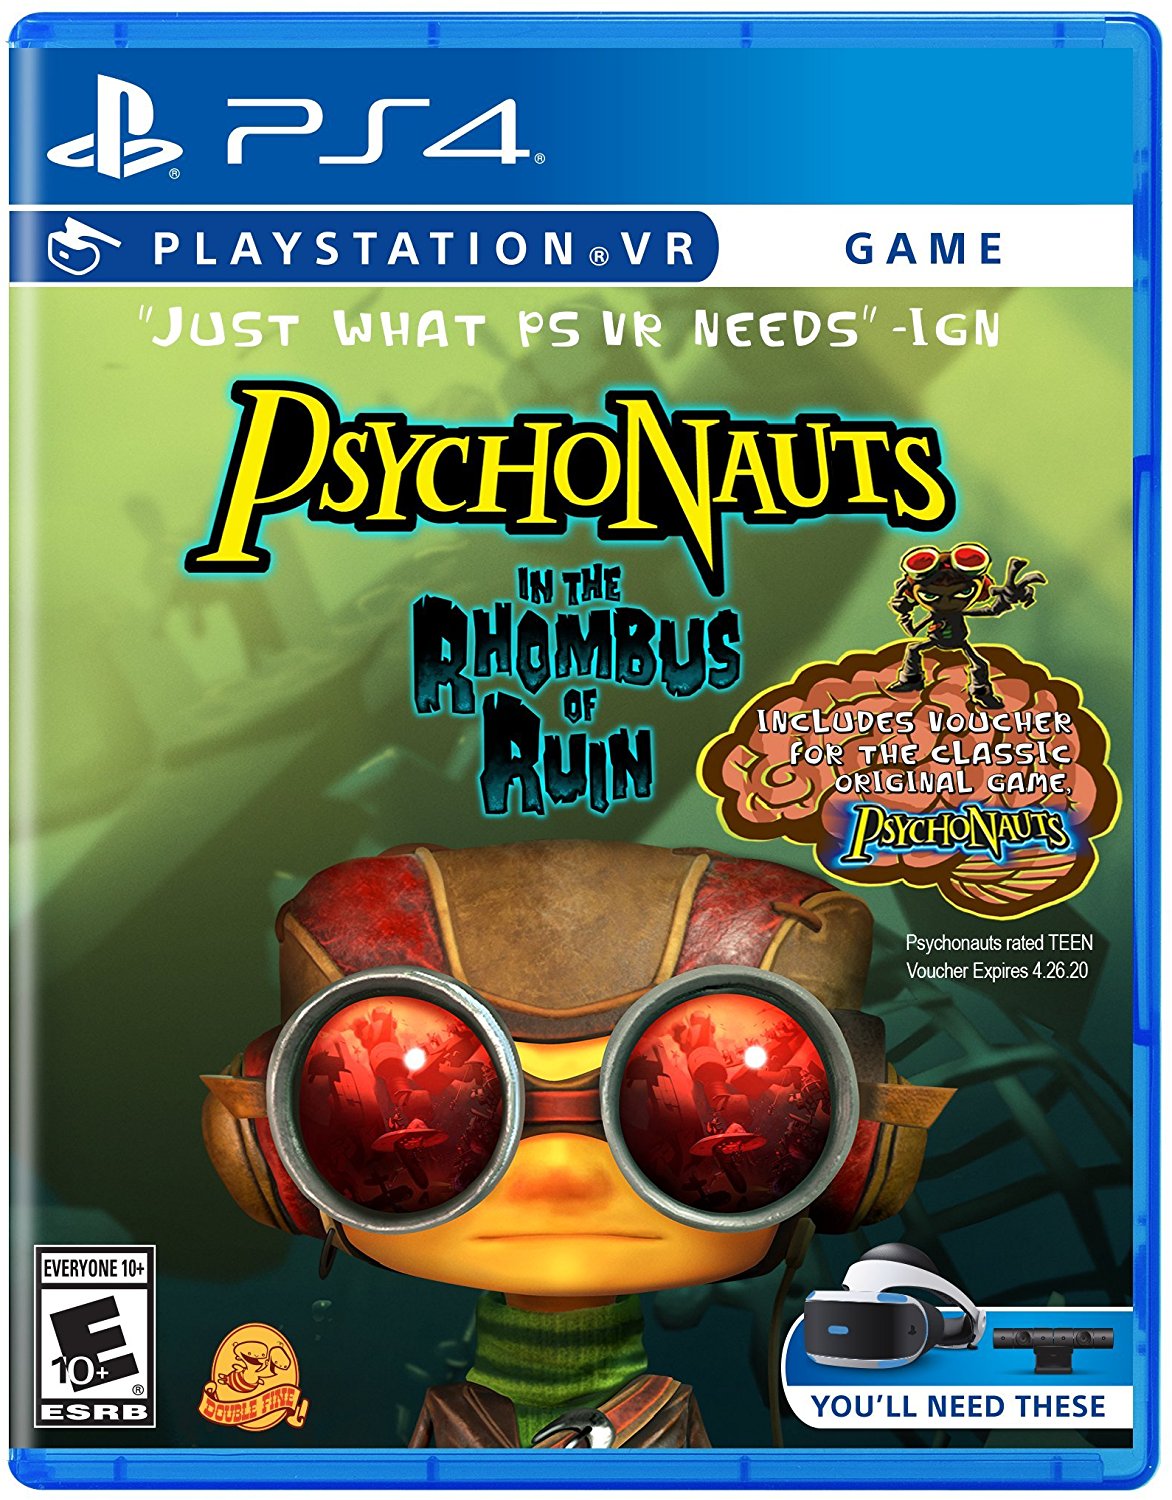 PS4®
PLAYSTATION®VR GAME
"JUST WHAT PS VR NEEDS" -IGN
PSYCHONAUTS
IN THE
RHOMBUS
OF
RUIN
INCLUDES VOUCHER
FOR THE CLASSIC
ORIGINAL GAME,
PSYCHONAUTS
Psychonauts rated TEEN
Voucher Expires 4.26.20
EVERYONE 10+
E
10+
®
ESRB
DOUBLE FINE
YOU'LL NEED THESE